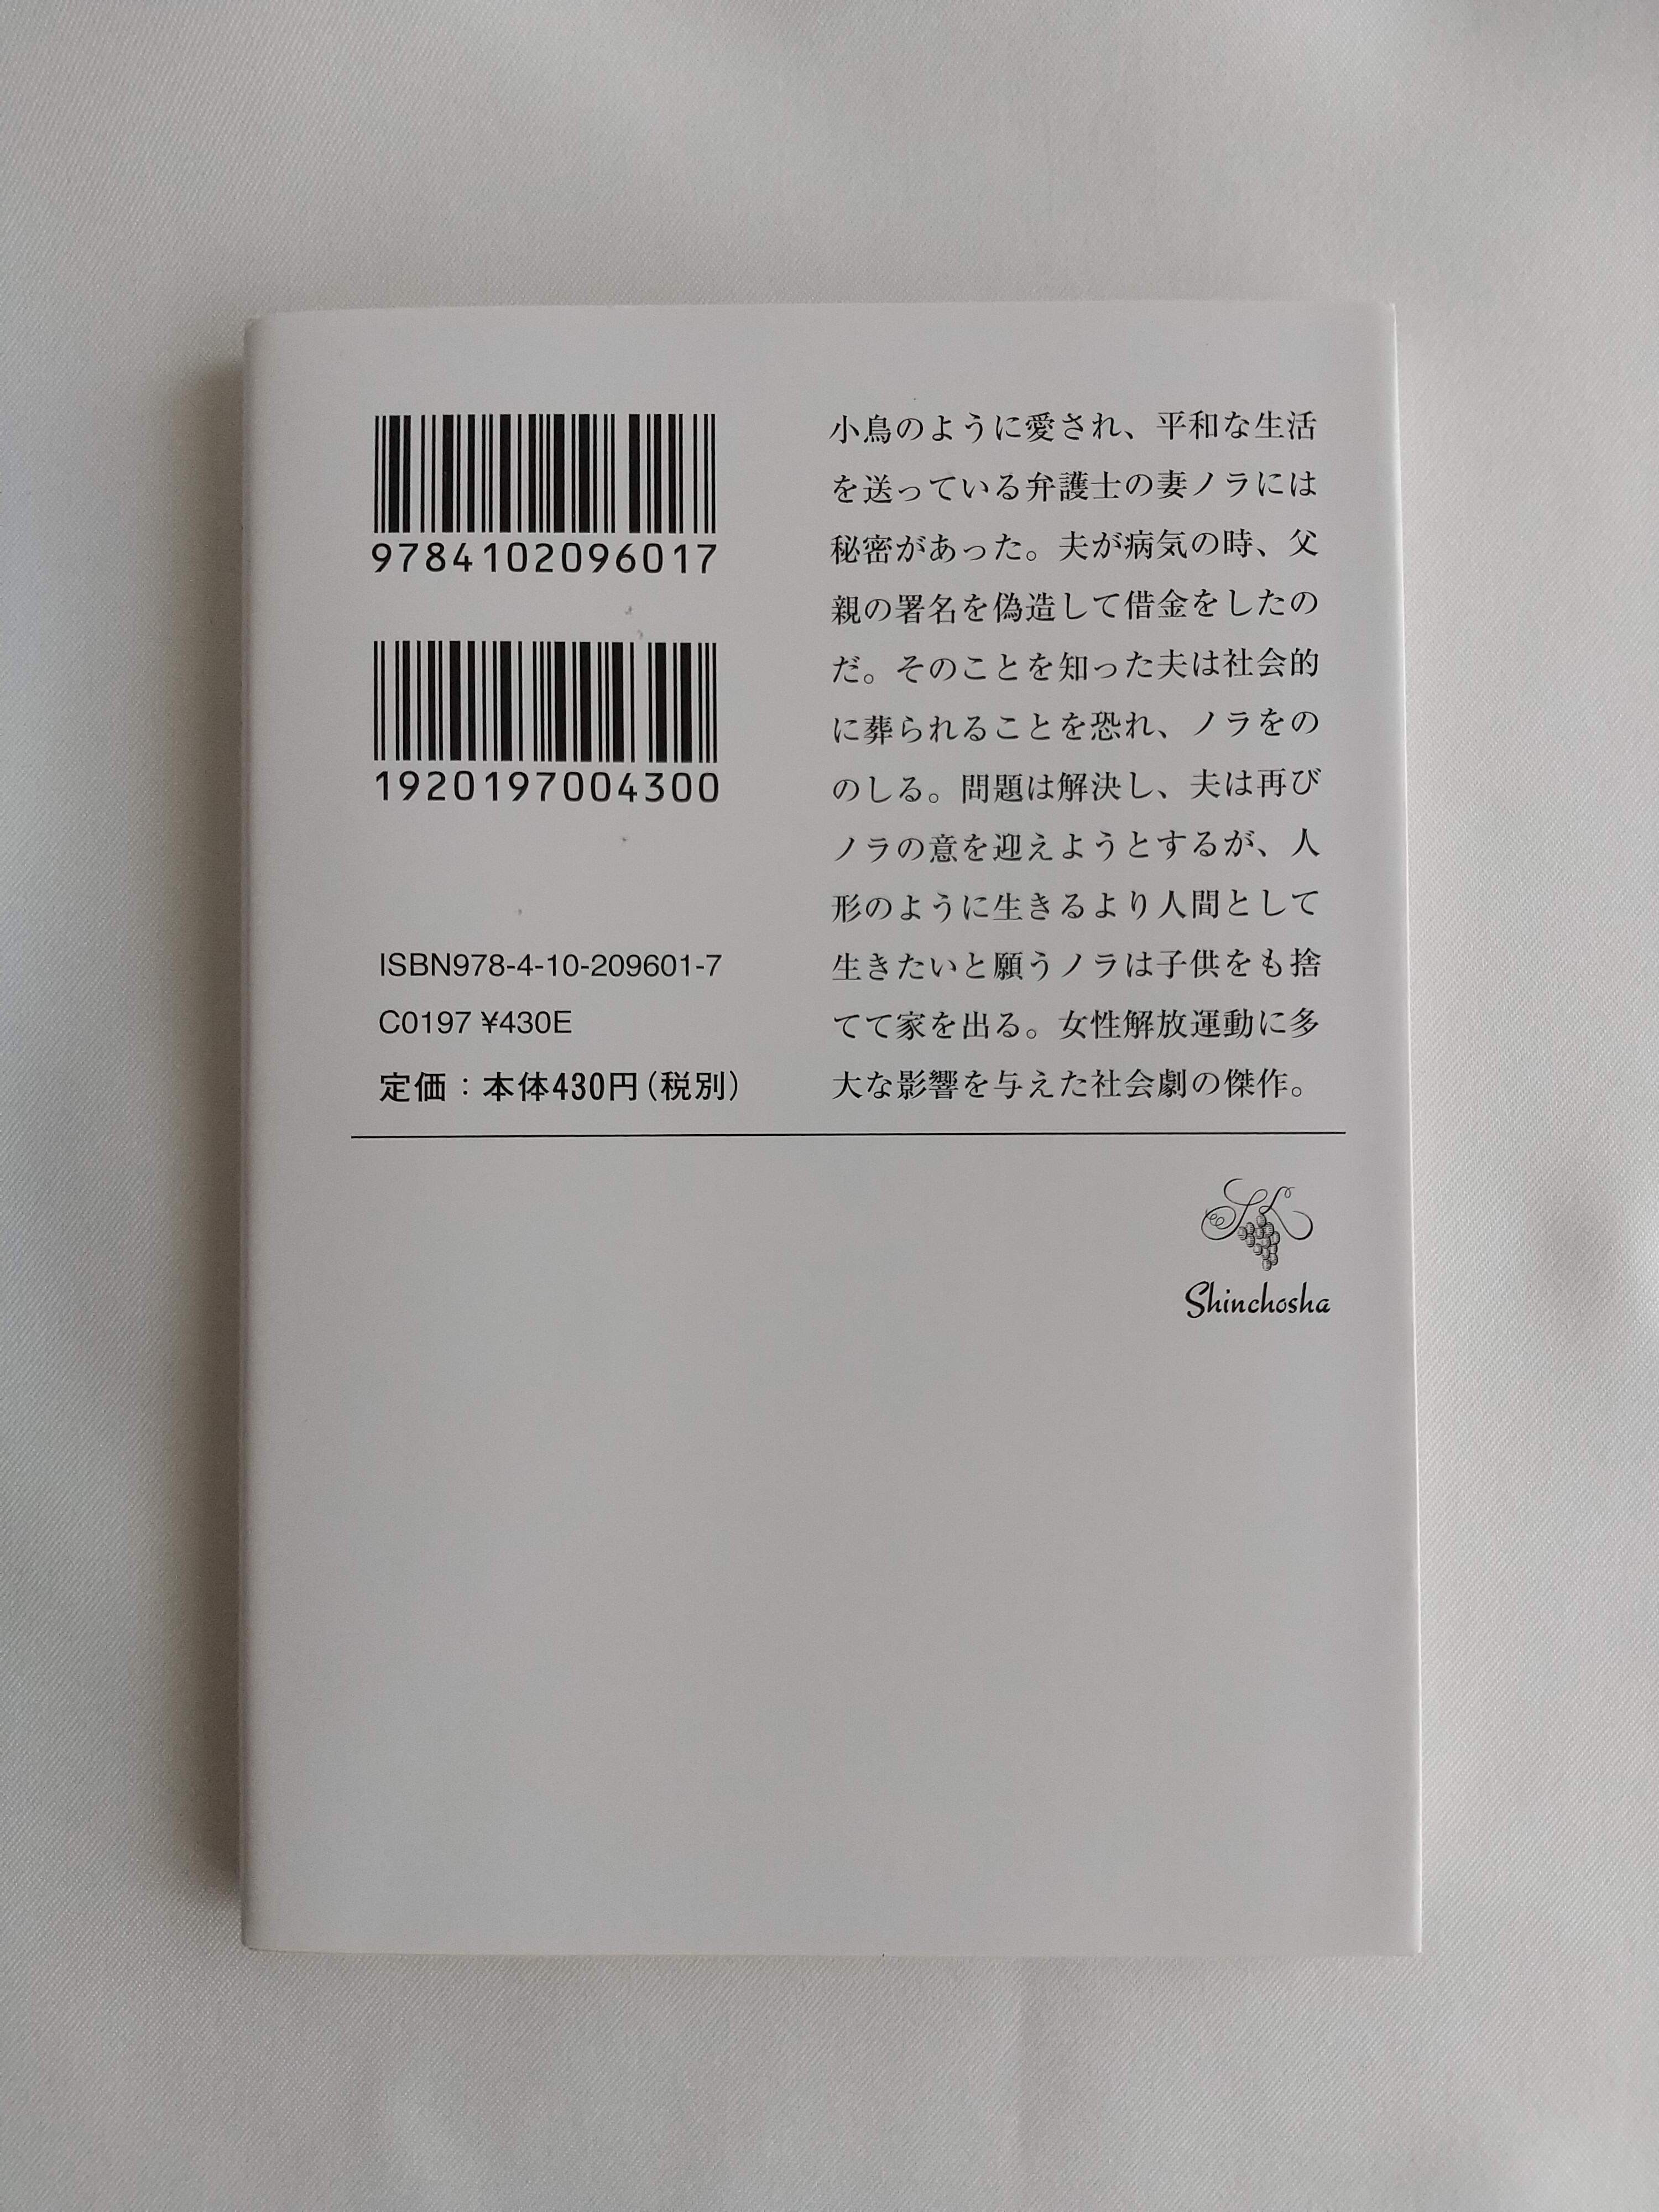 9784102096017
1920197004300
ISBN978-4-10-209601-7
C0197 ¥430E
定価：本体430円(税別)
小鳥のように愛され、平和な生活
を送っている弁護士の妻ノラには
秘密があった。夫が病気の時、父
親の署名を偽造して借金をしたの
だ。そのことを知った夫は社会的
に葬られることを恐れ、ノラをの
のしる。問題は解決し、夫は再び
ノラの意を迎えようとするが、人
形のように生きるより人間として
生きたいと願うノラは子供をも捨
てて家を出る。女性解放運動に多
大な影響を与えた社会劇の傑作。
Shinchosha